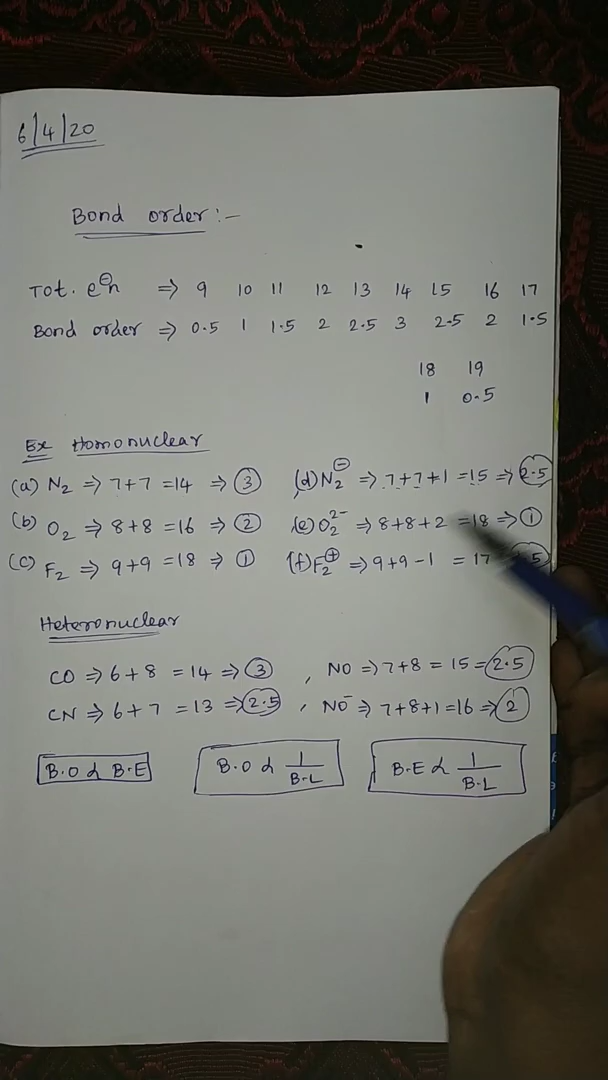 6/4/20
Bond order:-
Tot. e⊖n ⇒ 9 10 11 12 13 14 15 16 17
Bond order ⇒ 0.5 1 1.5 2 2.5 3 2.5 2 1.5
18 19
1 0.5
Ex Homonuclear
(a) N₂ ⇒ 7+7 =14 ⇒ ③ (d) N₂⊖ ⇒ 7+7+1 =15 ⇒ 2.5
(b) O₂ ⇒ 8+8 =16 ⇒ ② (e) O₂²⁻ ⇒ 8+8+2 =18 ⇒ ①
(c) F₂ ⇒ 9+9 =18 ⇒ ① (f) F₂⊕ ⇒ 9+9-1 = 17
Heteronuclear
CO ⇒ 6+8 =14 ⇒ ③ , NO ⇒ 7+8 = 15 = 2.5
CN ⇒ 6+7 =13 ⇒ 2.5 , NO⁻ ⇒ 7+8+1 =16 ⇒ 2
B.O ∝ B.E B.O ∝ 1/B.L B.E ∝ 1/B.L